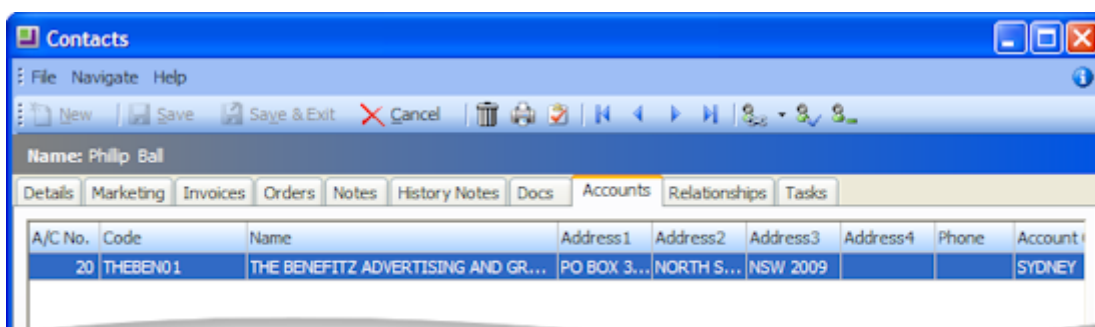 Contacts
File Navigate Help
New Save Save & Exit Cancel
Name: Phillip Ball
Details Marketing Invoices Orders Notes History Notes Docs Accounts Relationships Tasks
A/C No. Code Name Address1 Address2 Address3 Address4 Phone Account
20 THEBEN01 THE BENEFITZ ADVERTISING AND GR... PO BOX 3... NORTH S... NSW 2009 SYDNEY